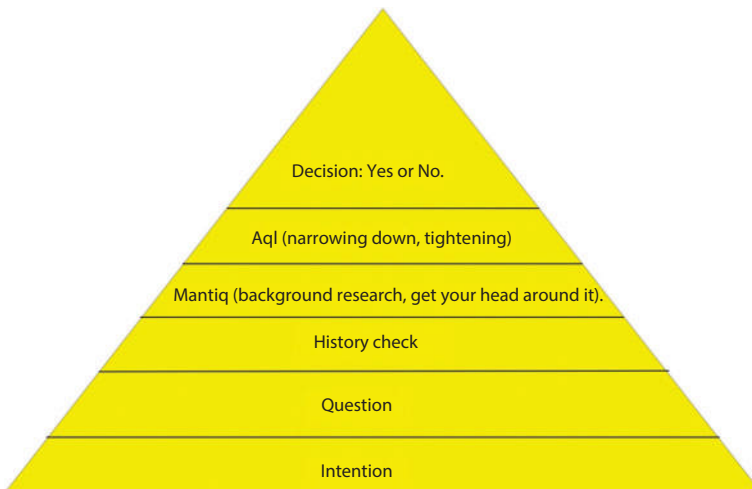 Decision: Yes or No.
Aql (narrowing down, tightening)
Mantiq (background research, get your head around it).
History check
Question
Intention